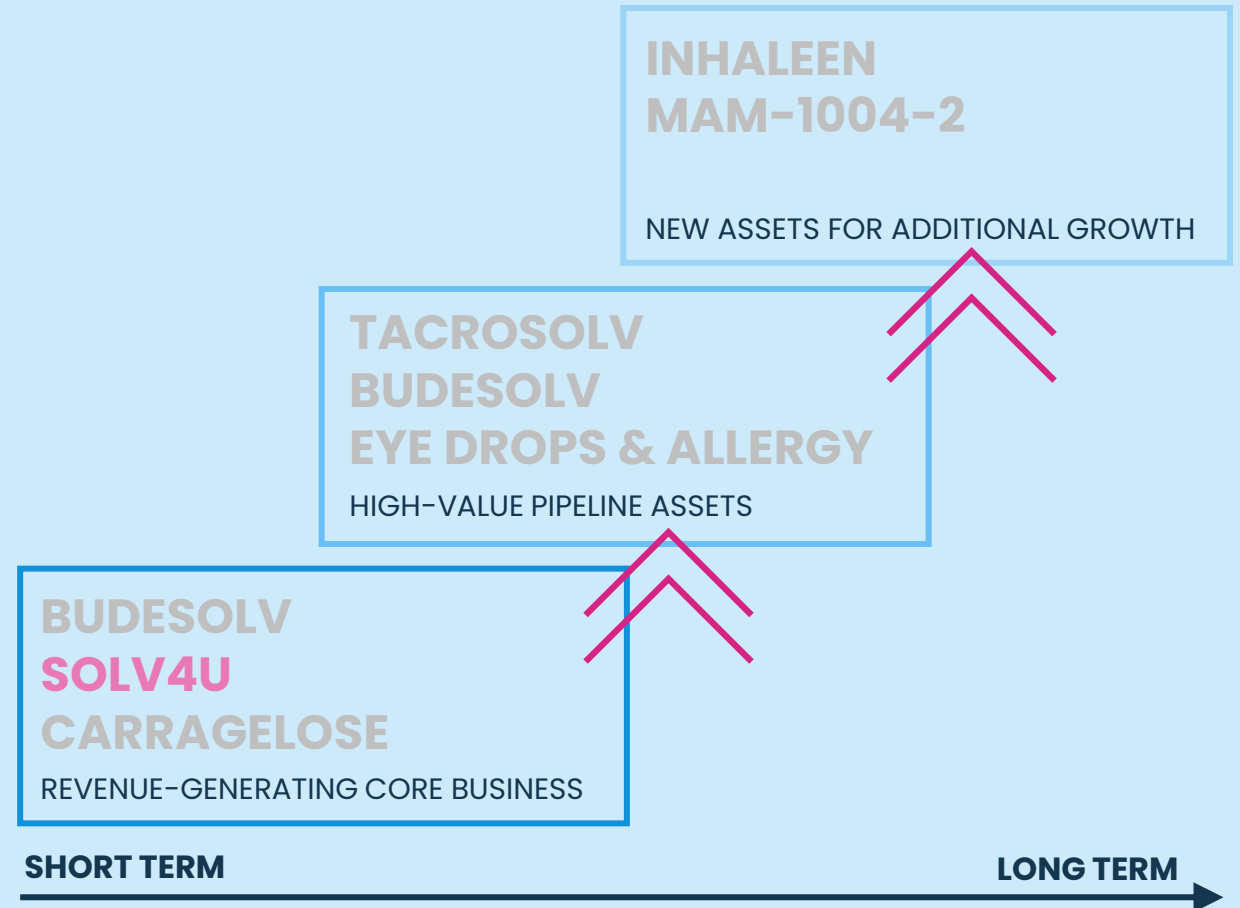 INHALEEN
MAM-1004-2
NEW ASSETS FOR ADDITIONAL GROWTH
TACROSOLV
BUDESOLV
EYE DROPS & ALLERGY
HIGH-VALUE PIPELINE ASSETS
BUDESOLV
SOLV4U
CARRAGELOSE
REVENUE-GENERATING CORE BUSINESS
SHORT TERM
LONG TERM